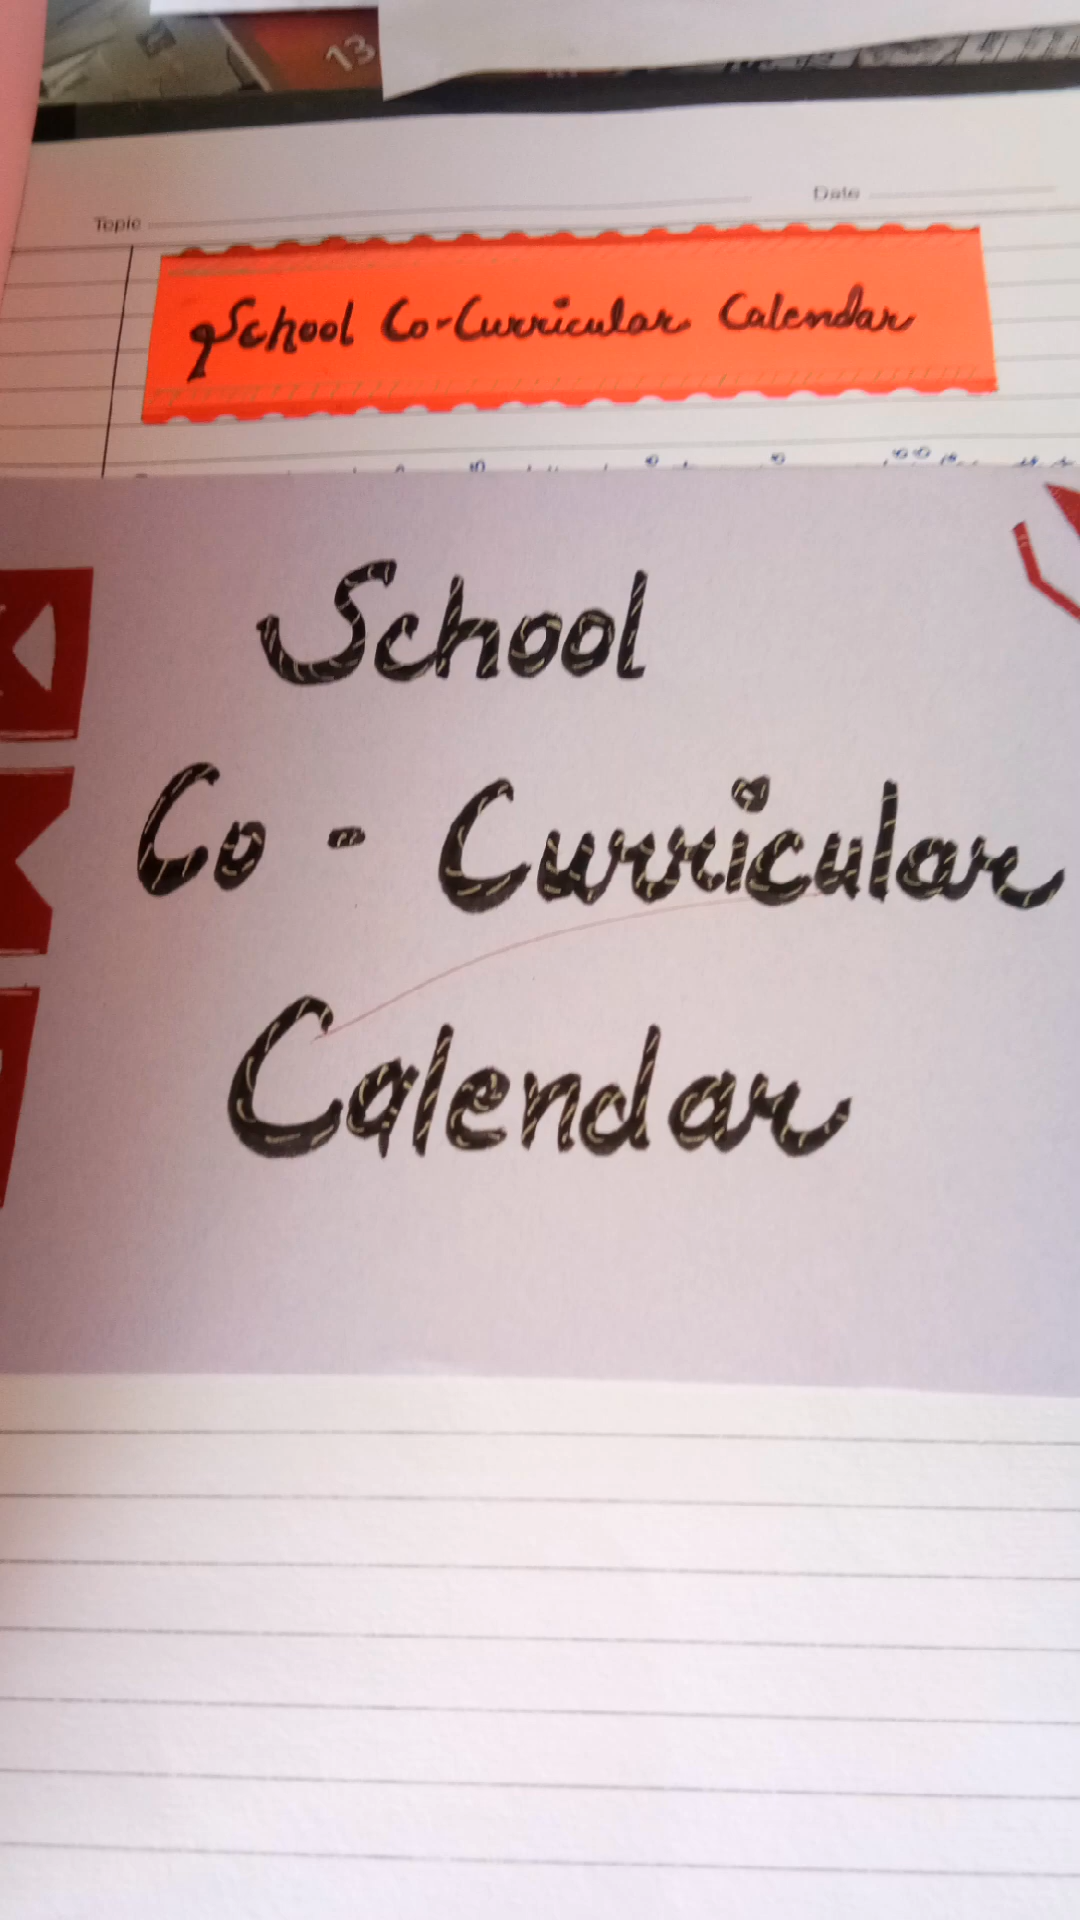 13
Date
Topic
School Co-Curricular Calendar
School
Co - Curricular
Calendar